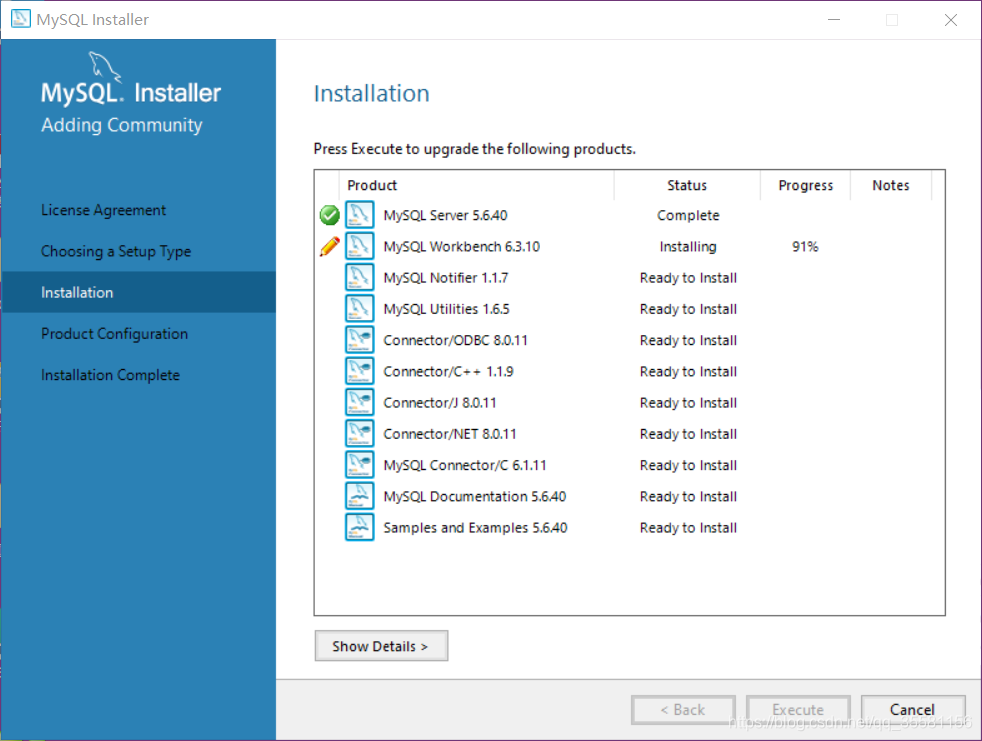 MySQL Installer
MySQL. Installer
Adding Community
License Agreement
Choosing a Setup Type
Installation
Product Configuration
Installation Complete
Installation
Press Execute to upgrade the following products.
Product Status Progress Notes
MySQL Server 5.6.40 Complete
MySQL Workbench 6.3.10 Installing 91%
MySQL Notifier 1.1.7 Ready to Install
MySQL Utilities 1.6.5 Ready to Install
Connector/ODBC 8.0.11 Ready to Install
Connector/C++ 1.1.9 Ready to Install
Connector/J 8.0.11 Ready to Install
Connector/NET 8.0.11 Ready to Install
MySQL Connector/C 6.1.11 Ready to Install
MySQL Documentation 5.6.40 Ready to Install
Samples and Examples 5.6.40 Ready to Install
Show Details >
< Back Execute Cancel